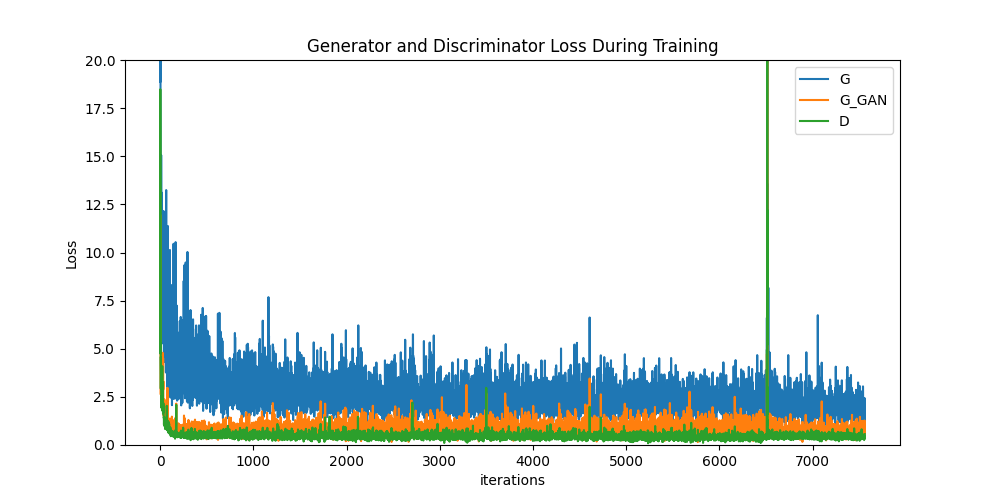 Generator and Discriminator Loss During Training
20.0
17.5
15.0
12.5
10.0
7.5
5.0
2.5
0.0
Loss
G
G_GAN
D
0 1000 2000 3000 4000 5000 6000 7000
iterations